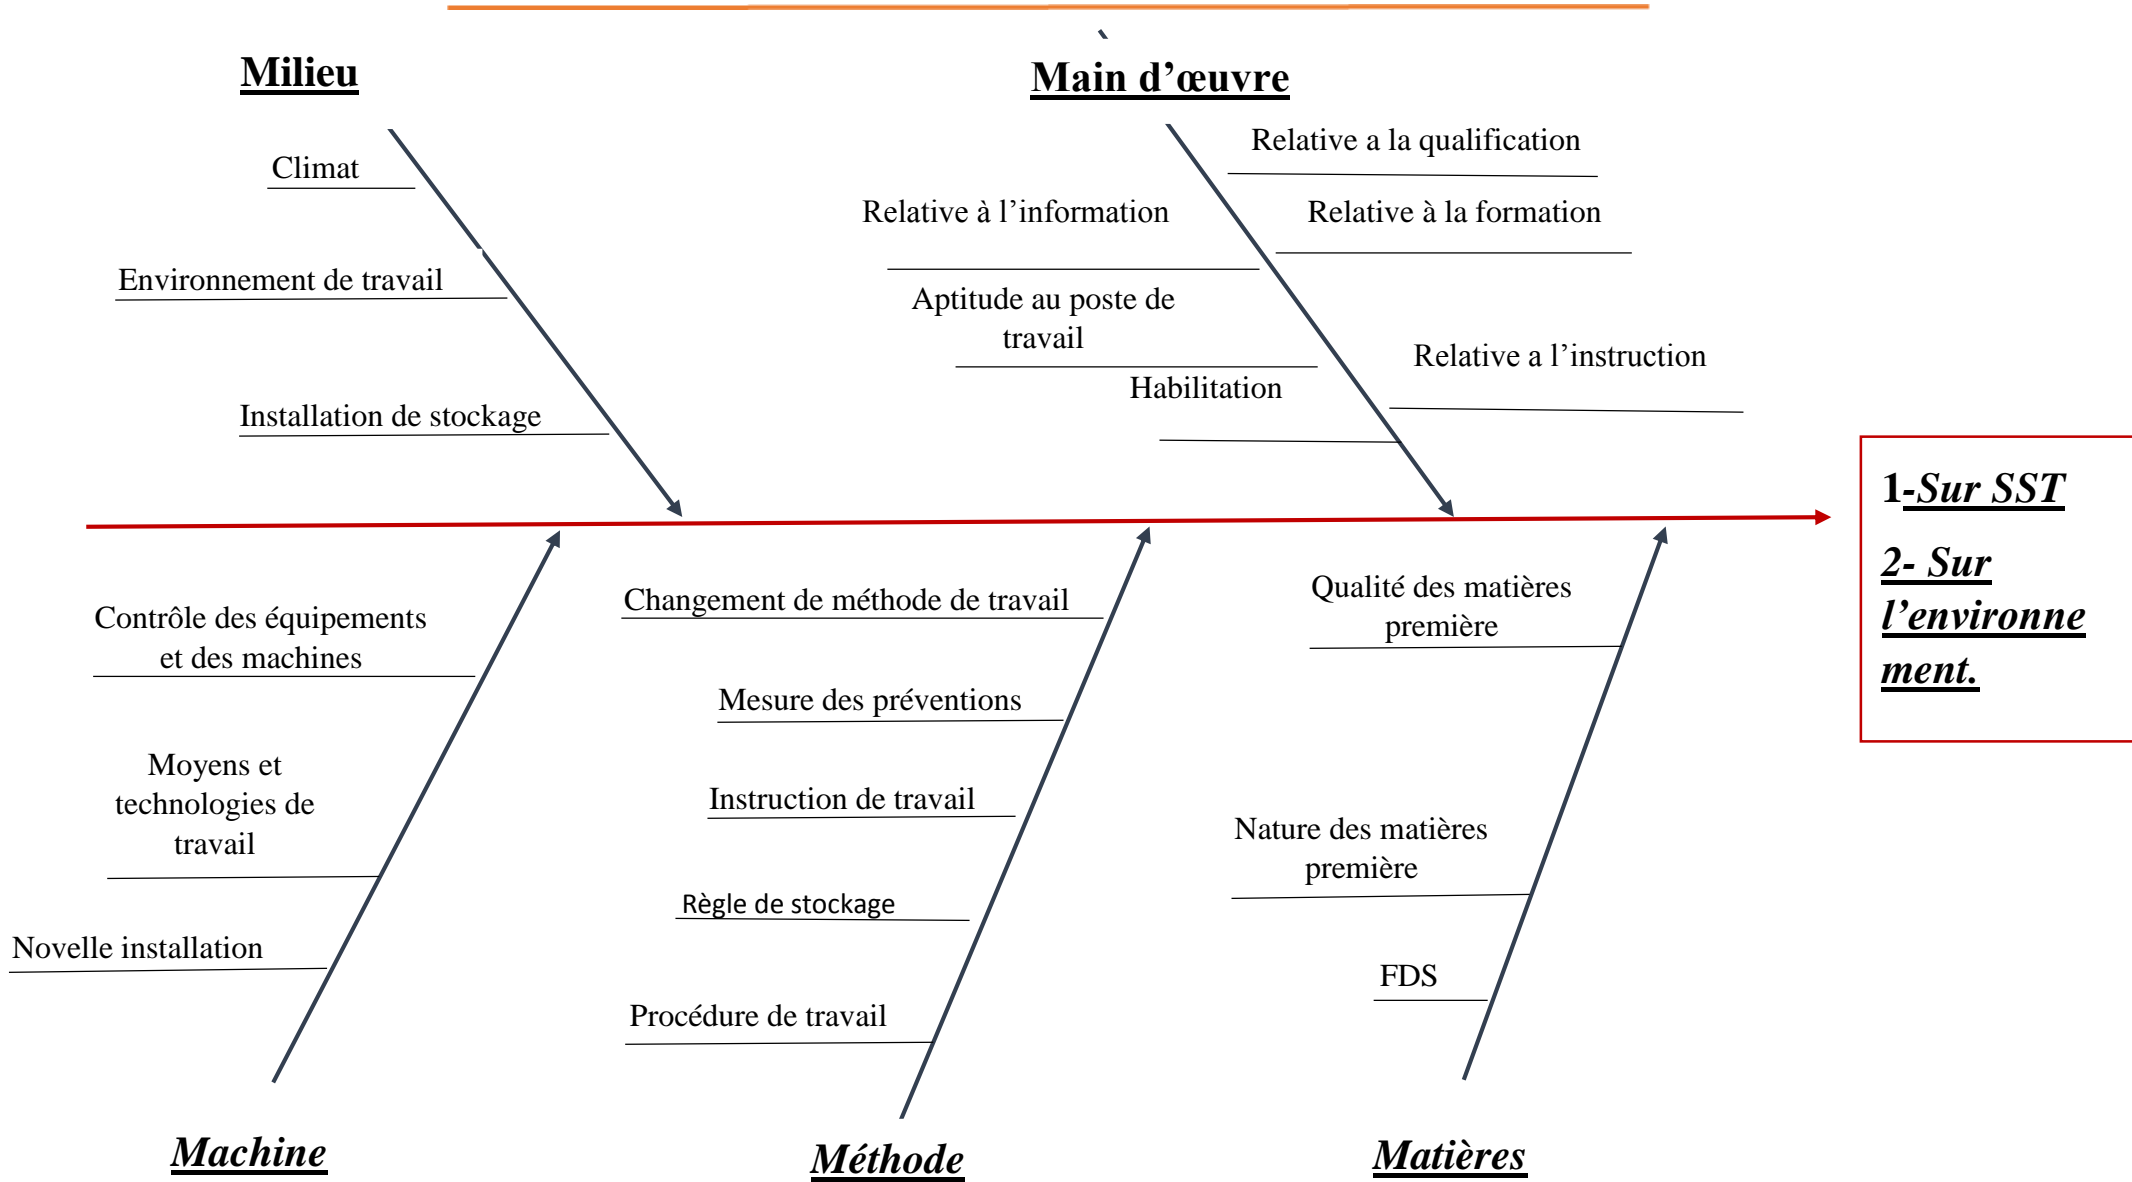 Milieu
Main d’œuvre
Climat
Environnement de travail
Installation de stockage
Relative a la qualification
Relative à l’information
Relative à la formation
Aptitude au poste de
travail
Relative a l’instruction
Habilitation
1-Sur SST
2- Sur
l’environne
ment.
Contrôle des équipements
et des machines
Moyens et
technologies de
travail
Novelle installation
Changement de méthode de travail
Mesure des préventions
Instruction de travail
Règle de stockage
Procédure de travail
Qualité des matières
première
Nature des matières
première
FDS
Machine
Méthode
Matières